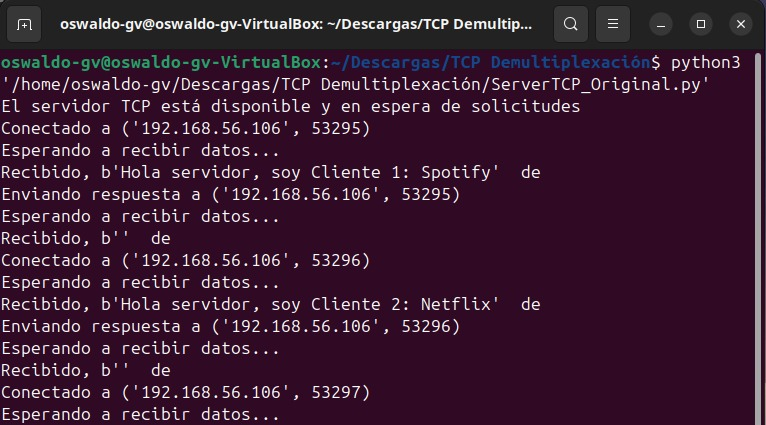 oswaldo-gv@oswaldo-gv-VirtualBox: ~/Descargas/TCP Demultip...
oswaldo-gv@oswaldo-gv-VirtualBox:~/Descargas/TCP Demultiplexación$ python3
'/home/oswaldo-gv/Descargas/TCP Demultiplexación/ServerTCP_Original.py'
El servidor TCP está disponible y en espera de solicitudes
Conectado a ('192.168.56.106', 53295)
Esperando a recibir datos...
Recibido, b'Hola servidor, soy Cliente 1: Spotify'  de
Enviando respuesta a ('192.168.56.106', 53295)
Esperando a recibir datos...
Recibido, b''  de
Conectado a ('192.168.56.106', 53296)
Esperando a recibir datos...
Recibido, b'Hola servidor, soy Cliente 2: Netflix'  de
Enviando respuesta a ('192.168.56.106', 53296)
Esperando a recibir datos...
Recibido, b''  de
Conectado a ('192.168.56.106', 53297)
Esperando a recibir datos...